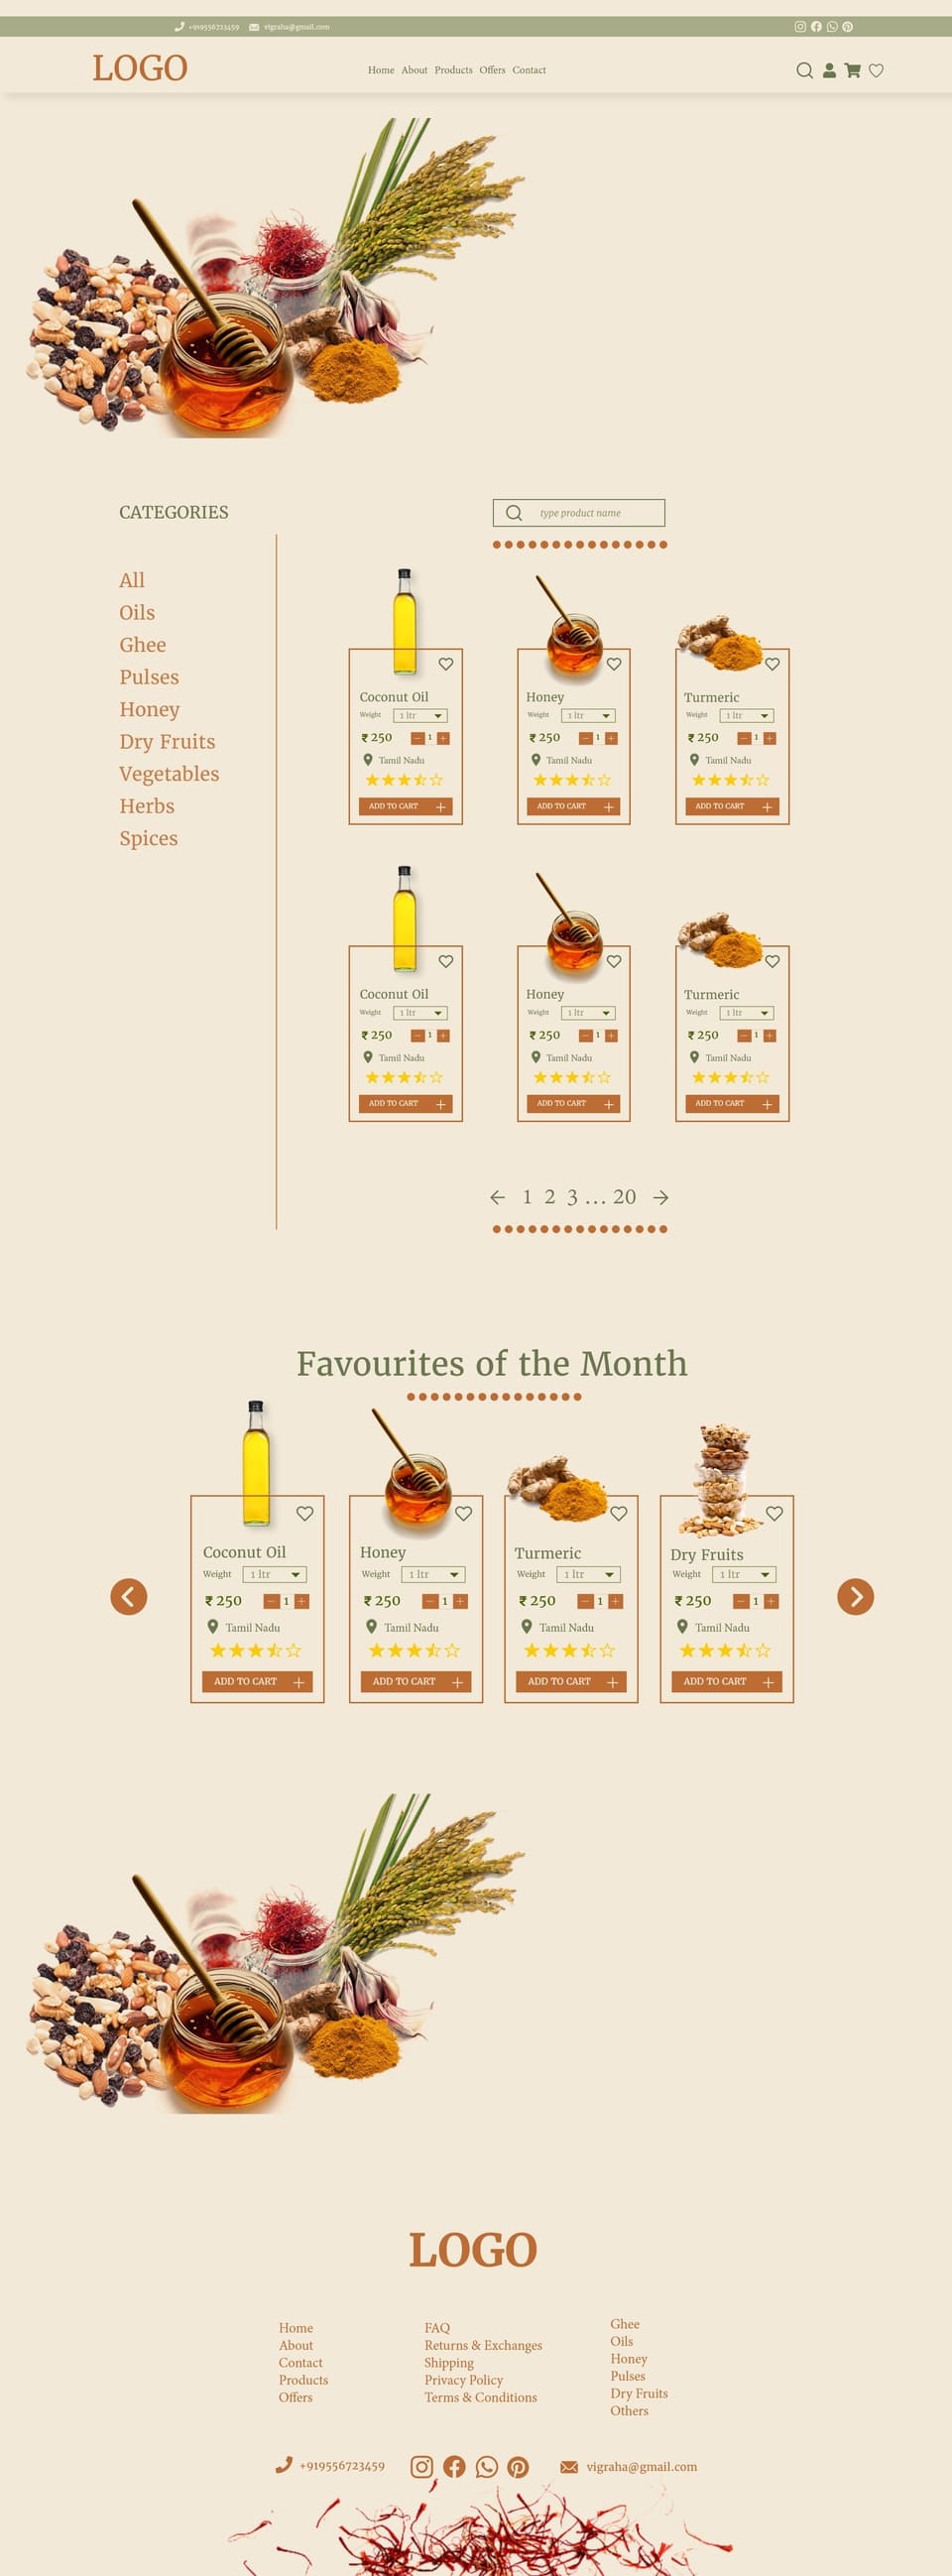 +919556723459 vigraha@gmail.com
LOGO
Home About Products Offers Contact
CATEGORIES
type product name
All
Oils
Ghee
Pulses
Honey
Dry Fruits
Vegetables
Herbs
Spices
Coconut Oil Honey Turmeric
Weight 1 ltr Weight 1 ltr Weight 1 ltr
₹ 250 − 1 + ₹ 250 − 1 + ₹ 250 − 1 +
Tamil Nadu Tamil Nadu Tamil Nadu
ADD TO CART + ADD TO CART + ADD TO CART +
Coconut Oil Honey Turmeric
Weight 1 ltr Weight 1 ltr Weight 1 ltr
₹ 250 − 1 + ₹ 250 − 1 + ₹ 250 − 1 +
Tamil Nadu Tamil Nadu Tamil Nadu
ADD TO CART + ADD TO CART + ADD TO CART +
← 1 2 3 ... 20 →
Favourites of the Month
Coconut Oil Honey Turmeric Dry Fruits
Weight 1 ltr Weight 1 ltr Weight 1 ltr Weight 1 ltr
₹ 250 − 1 + ₹ 250 − 1 + ₹ 250 − 1 + ₹ 250 − 1 +
Tamil Nadu Tamil Nadu Tamil Nadu Tamil Nadu
ADD TO CART + ADD TO CART + ADD TO CART + ADD TO CART +
LOGO
Home
About
Contact
Products
Offers
FAQ
Returns & Exchanges
Shipping
Privacy Policy
Terms & Conditions
Ghee
Oils
Honey
Pulses
Dry Fruits
Others
+919556723459 vigraha@gmail.com